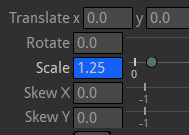 Translate x 0.0 y 0.0
Rotate 0.0
Scale 1.25 0
Skew X 0.0 -1
Skew Y 0.0 -1